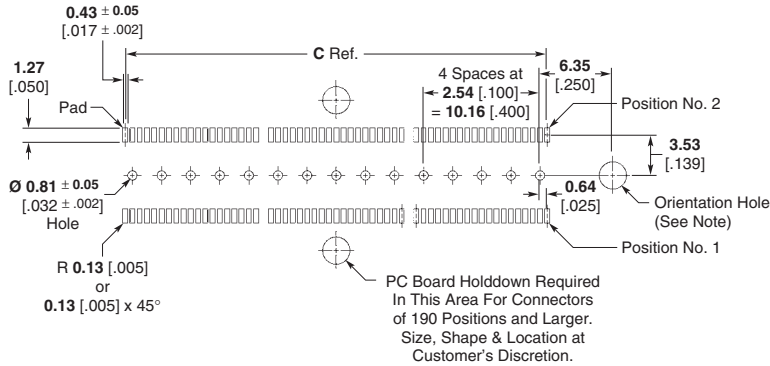 0.43 ± 0.05
[.017 ± .002]
C Ref.
1.27
[.050]
4 Spaces at
2.54 [.100]
= 10.16 [.400]
6.35
[.250]
Pad
Position No. 2
3.53
[.139]
Ø 0.81 ± 0.05
[.032 ± .002]
Hole
0.64
[.025]
Orientation Hole
(See Note)
Position No. 1
R 0.13 [.005]
or
0.13 [.005] x 45°
PC Board Holddown Required
In This Area For Connectors
of 190 Positions and Larger.
Size, Shape & Location at
Customer's Discretion.